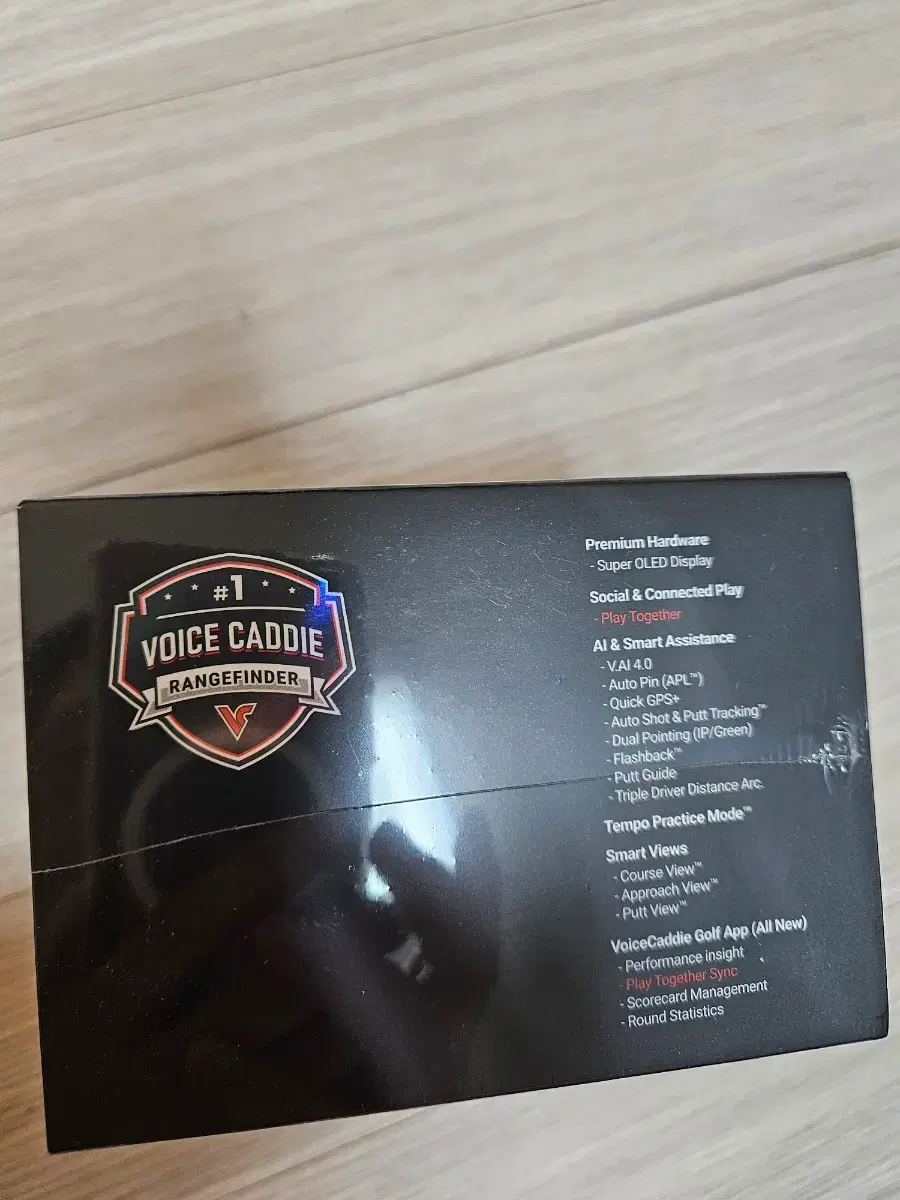 #1
VOICE CADDIE
RANGEFINDER
Premium Hardware
- Super OLED Display
Social & Connected Play
- Play Together
AI & Smart Assistance
- V.AI 4.0
- Auto Pin (APL™)
- Quick GPS+
- Auto Shot & Putt Tracking™
- Dual Pointing (IP/Green)
- Flashback™
- Putt Guide
- Triple Driver Distance Arc.
Tempo Practice Mode™
Smart Views
- Course View™
- Approach View™
- Putt View™
VoiceCaddie Golf App (All New)
- Performance insight
- Play Together Sync
- Scorecard Management
- Round Statistics